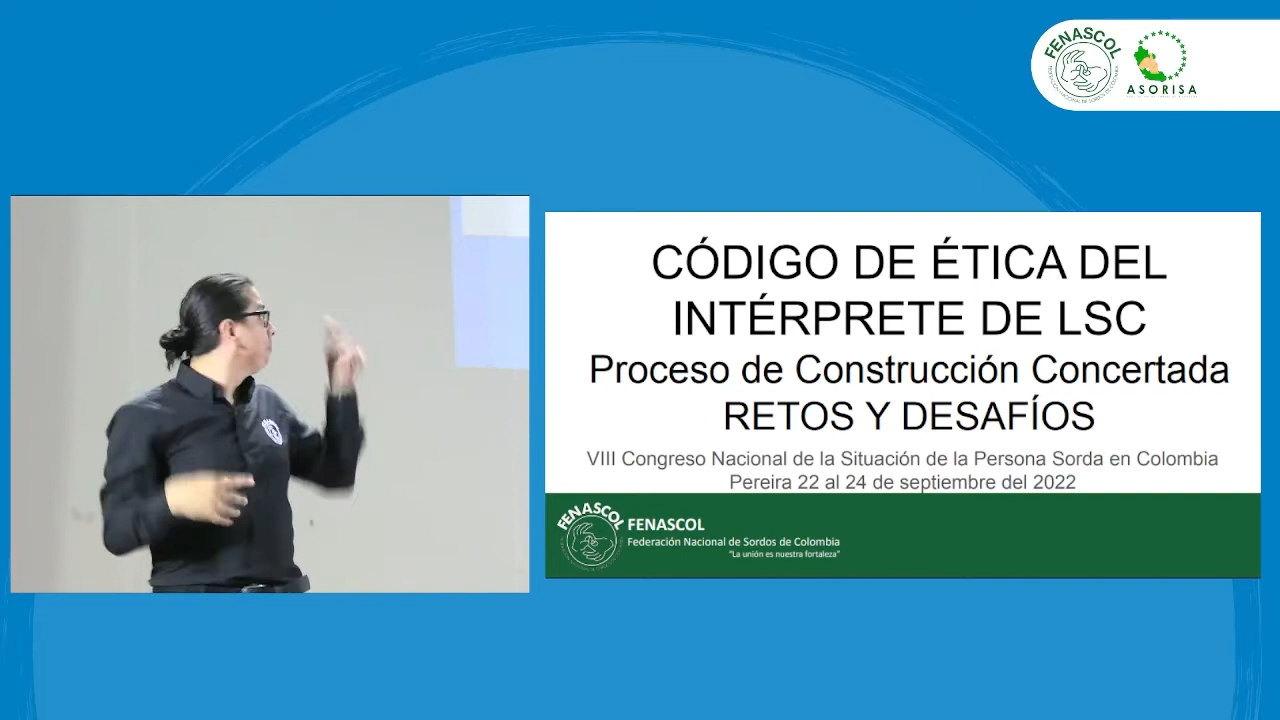 FENASCOL
ASORISA
CÓDIGO DE ÉTICA DEL
INTÉRPRETE DE LSC
Proceso de Construcción Concertada
RETOS Y DESAFÍOS
VIII Congreso Nacional de la Situación de la Persona Sorda en Colombia
Pereira 22 al 24 de septiembre del 2022
FENASCOL
FENASCOL
Federación Nacional de Sordos de Colombia
"La unión es nuestra fortaleza"